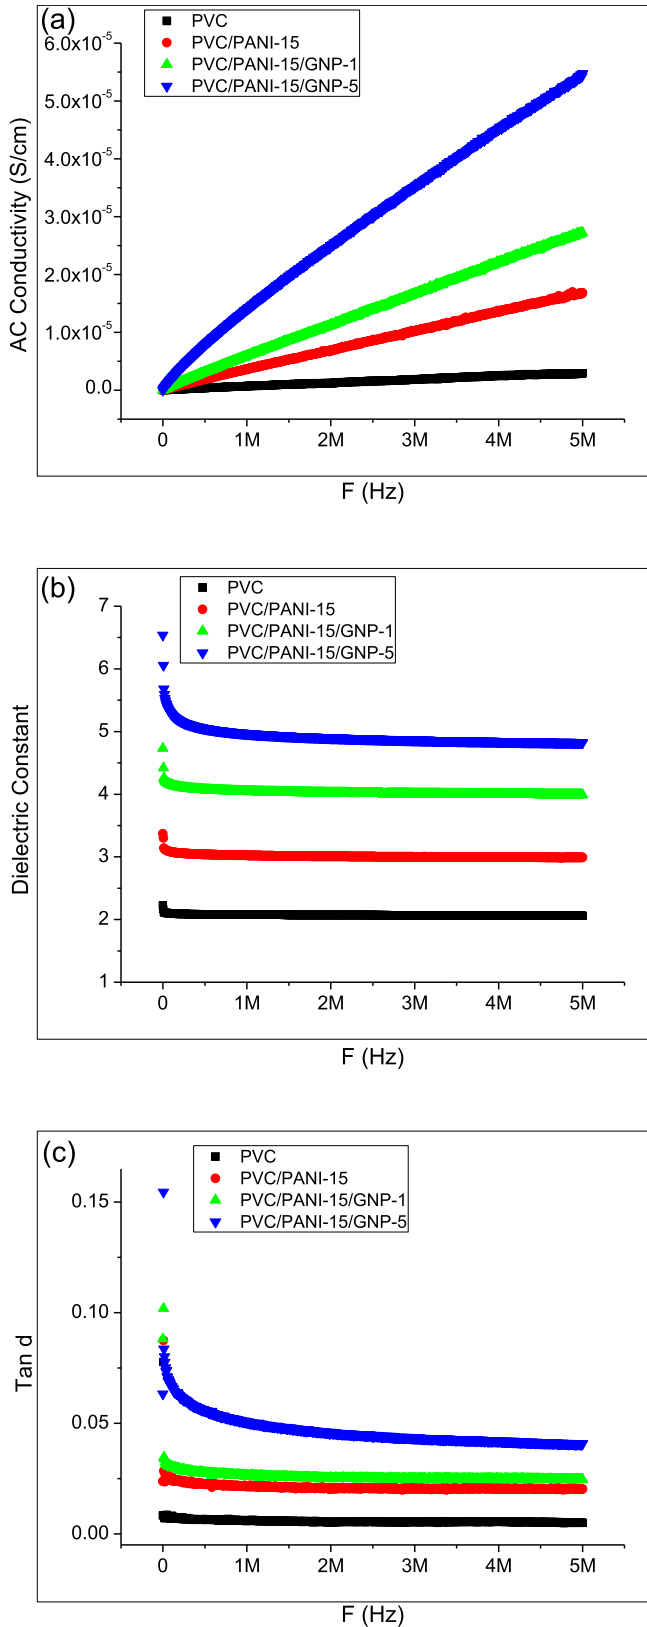 (a)
PVC
PVC/PANI-15
PVC/PANI-15/GNP-1
PVC/PANI-15/GNP-5
AC Conductivity (S/cm)
6.0x10⁻⁵
5.0x10⁻⁵
4.0x10⁻⁵
3.0x10⁻⁵
2.0x10⁻⁵
1.0x10⁻⁵
0.0
0 1M 2M 3M 4M 5M
F (Hz)
(b)
PVC
PVC/PANI-15
PVC/PANI-15/GNP-1
PVC/PANI-15/GNP-5
Dielectric Constant
7
6
5
4
3
2
1
0 1M 2M 3M 4M 5M
F (Hz)
(c)
PVC
PVC/PANI-15
PVC/PANI-15/GNP-1
PVC/PANI-15/GNP-5
Tan d
0.15
0.10
0.05
0.00
0 1M 2M 3M 4M 5M
F (Hz)